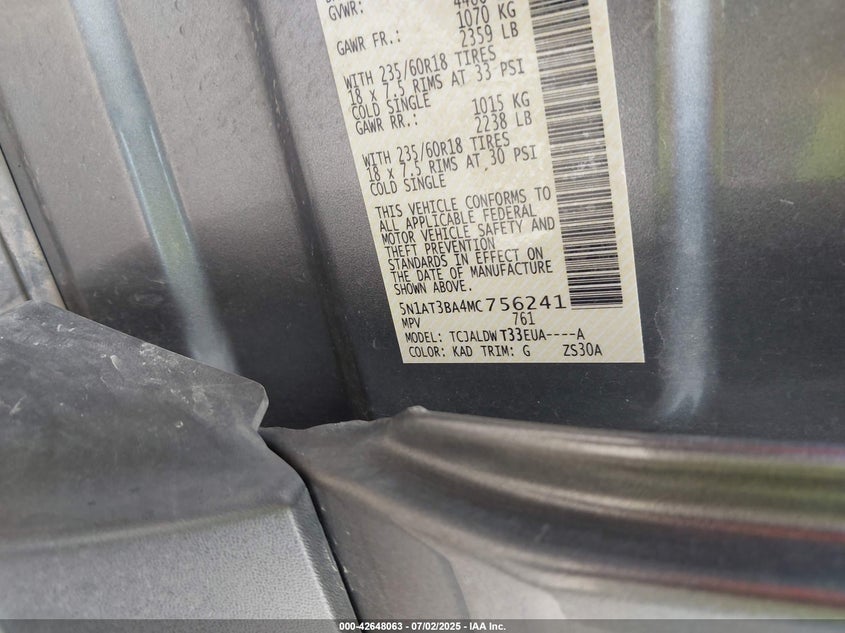 GVWR:
1070 KG
GAWR FR.: 2359 LB
WITH 235/60R18 TIRES
18 x 7.5 RIMS AT 33 PSI
COLD SINGLE 1015 KG
GAWR RR.: 2238 LB
WITH 235/60R18 TIRES
18 x 7.5 RIMS AT 30 PSI
COLD SINGLE
THIS VEHICLE CONFORMS TO
ALL APPLICABLE FEDERAL
MOTOR VEHICLE SAFETY AND
THEFT PREVENTION
STANDARDS IN EFFECT ON
THE DATE OF MANUFACTURE
SHOWN ABOVE.
5N1AT3BA4MC756241
MPV 761
MODEL: TCJALDWT33EUA----A
COLOR: KAD TRIM: G ZS30A
000-42648063 - 07/02/2025 - IAA Inc.